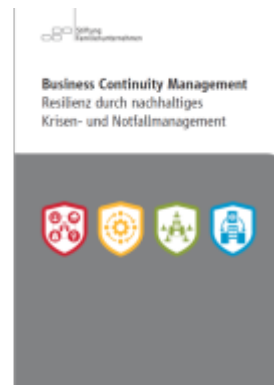 Stiftung
Familienunternehmen
Business Continuity Management
Resilienz durch nachhaltiges
Krisen- und Notfallmanagement